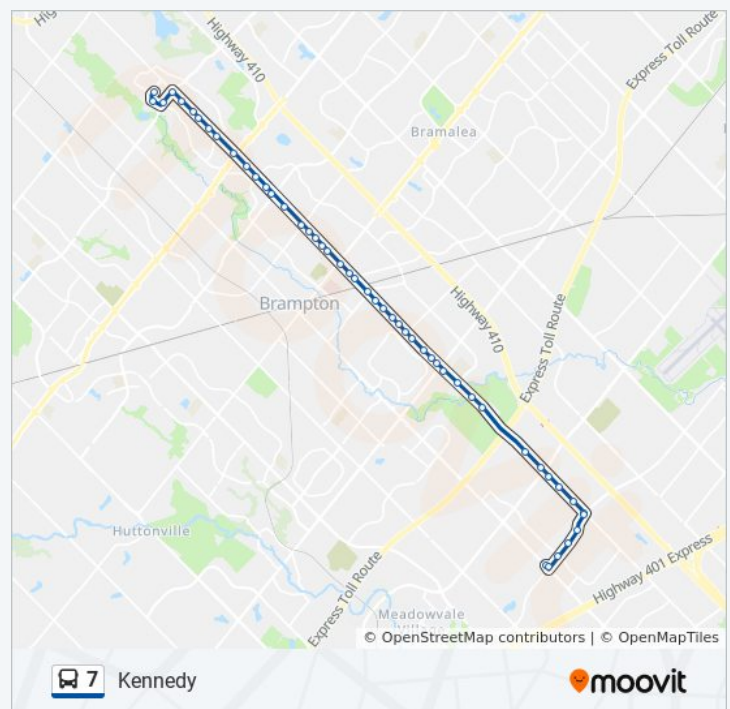 Highway 410
Express Toll Route
Bramalea
Brampton
Highway 410
Express Toll Route
Huttonville
Express Toll Route
Highway 401 Express
Meadowvale
© OpenStreetMap contributors | © OpenMapTiles
7 Kennedy
moovit